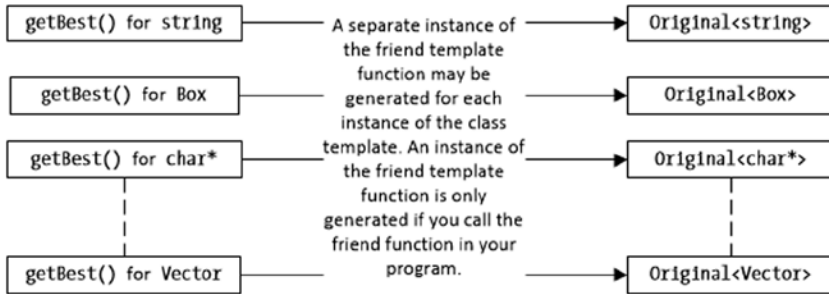 getBest() for string
Original<string>
A separate instance of
the friend template
function may be
generated for each
instance of the class
template. An instance of
the friend template
function is only
generated if you call the
friend function in your
program.
getBest() for Box
Original<Box>
getBest() for char*
Original<char*>
getBest() for Vector
Original<Vector>